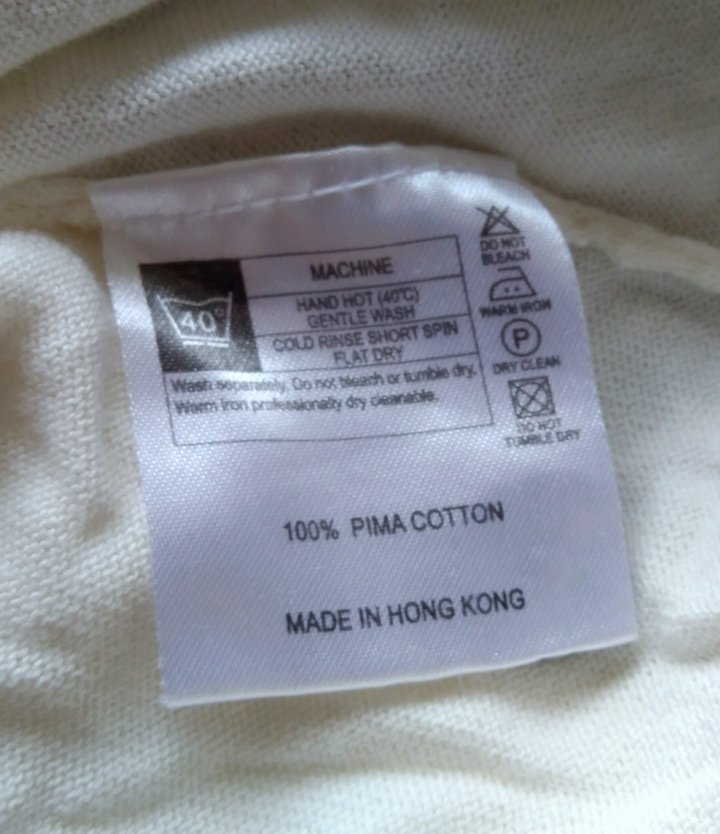 40°
MACHINE
HAND HOT (40°C)
GENTLE WASH
COLD RINSE SHORT SPIN
FLAT DRY
Wash separately. Do not bleach or tumble dry.
Warm iron professionally dry cleanable.
DO NOT
BLEACH
WARM IRON
P
DRY CLEAN
DO NOT
TUMBLE DRY
100% PIMA COTTON
MADE IN HONG KONG